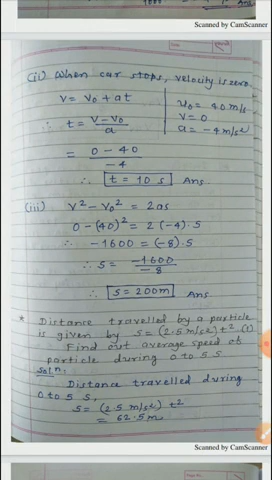 Scanned by CamScanner
(ii) When car stops, velocity is zero
v = v0 + at
v0 = 40 m/s
∴ t = v - v0 / a
v = 0
a = -4 m/s²
= 0 - 40 / -4
∴ t = 10 s Ans.
(iii) v² - v0² = 2as
0 - (40)² = 2 (-4) . s
∴ -1600 = (-8) . s
∴ s = -1600 / -8
∴ s = 200m Ans
* Distance travelled by a particle
is given by s = (2.5 m/s²) t²
Find out average speed of
particle during 0 to 5 s
Soln:
Distance travelled during
0 to 5 s,
s = (2.5 m/s²) t²
= 62.5 m
Scanned by CamScanner